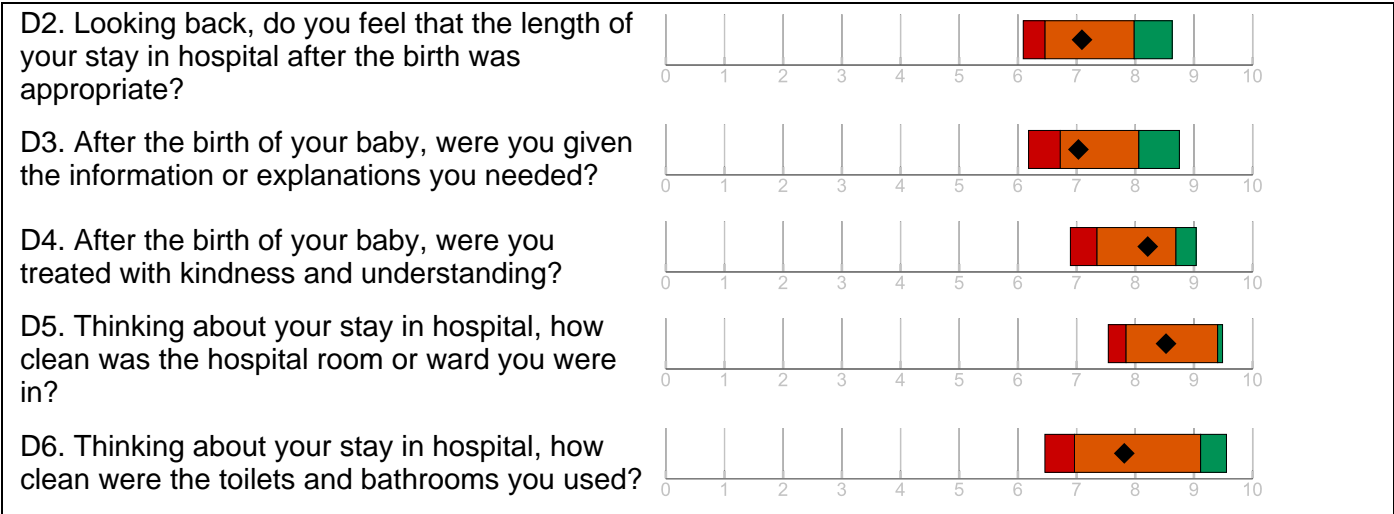 D2. Looking back, do you feel that the length of
your stay in hospital after the birth was
appropriate?
0 1 2 3 4 5 6 7 8 9 10
D3. After the birth of your baby, were you given
the information or explanations you needed?
0 1 2 3 4 5 6 7 8 9 10
D4. After the birth of your baby, were you
treated with kindness and understanding?
0 1 2 3 4 5 6 7 8 9 10
D5. Thinking about your stay in hospital, how
clean was the hospital room or ward you were
in?
0 1 2 3 4 5 6 7 8 9 10
D6. Thinking about your stay in hospital, how
clean were the toilets and bathrooms you used?
0 1 2 3 4 5 6 7 8 9 10